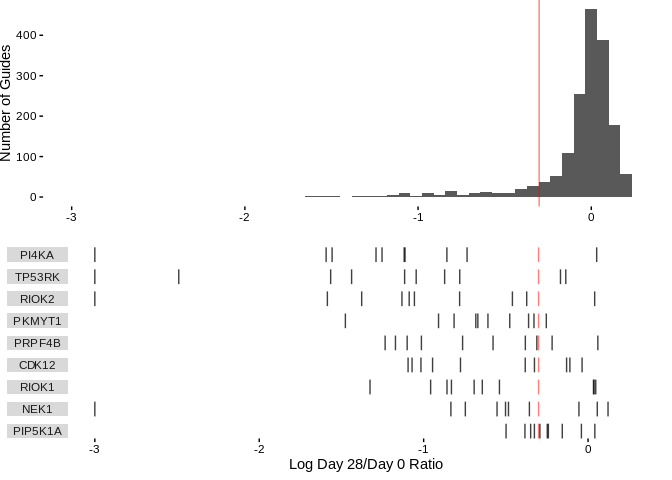 Number of Guides
400
300
200
100
0
-3 -2 -1 0
PI4KA
TP53RK
RIOK2
PKMYT1
PRPF4B
CDK12
RIOK1
NEK1
PIP5K1A
-3 -2 -1 0
Log Day 28/Day 0 Ratio